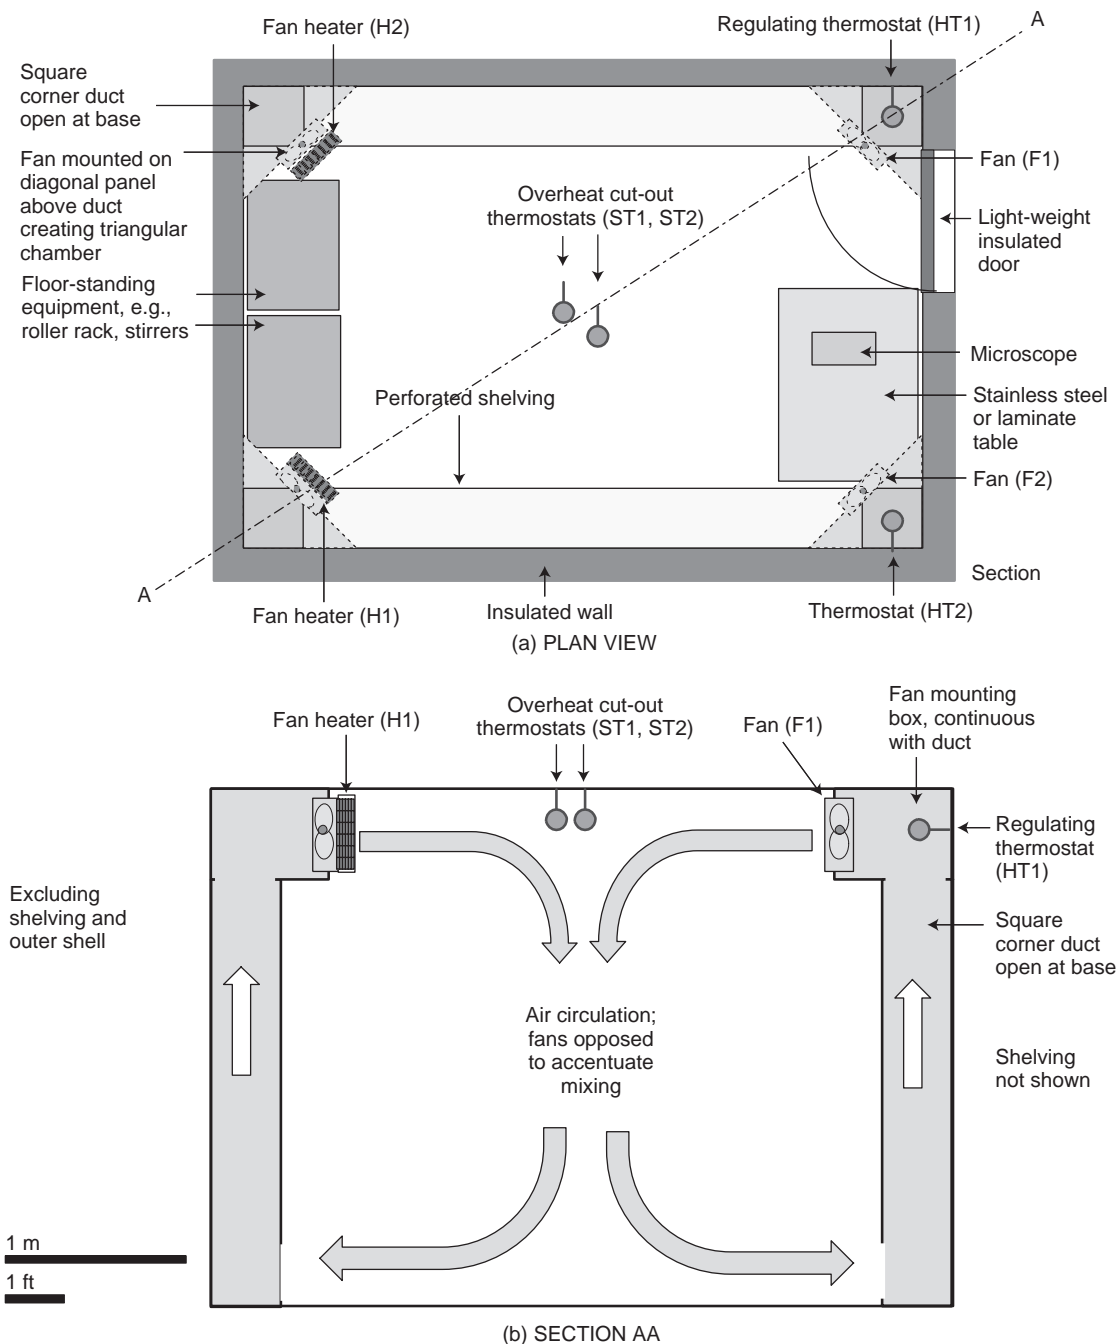 Fan heater (H2)
Regulating thermostat (HT1)
A
Square
corner duct
open at base
Fan mounted on
diagonal panel
above duct
creating triangular
chamber
Floor-standing
equipment, e.g.,
roller rack, stirrers
Overheat cut-out
thermostats (ST1, ST2)
Fan (F1)
Light-weight
insulated
door
Microscope
Perforated shelving
Stainless steel
or laminate
table
Fan (F2)
Section
A
Fan heater (H1)
Insulated wall
Thermostat (HT2)
(a) PLAN VIEW
Fan heater (H1)
Overheat cut-out
thermostats (ST1, ST2)
Fan (F1)
Fan mounting
box, continuous
with duct
Regulating
thermostat
(HT1)
Excluding
shelving and
outer shell
Square
corner duct
open at base
Air circulation;
fans opposed
to accentuate
mixing
Shelving
not shown
1 m
1 ft
(b) SECTION AA